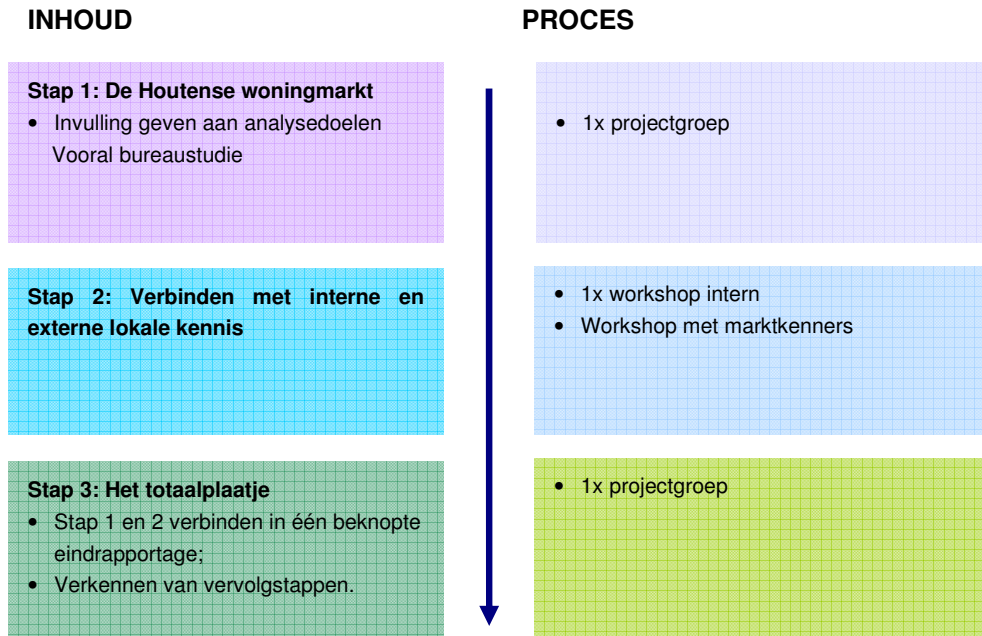 INHOUD
PROCES
Stap 1: De Houtense woningmarkt
• Invulling geven aan analysedoelen
Vooral bureaustudie
• 1x projectgroep
Stap 2: Verbinden met interne en
externe lokale kennis
• 1x workshop intern
• Workshop met marktkenners
Stap 3: Het totaalplaatje
• Stap 1 en 2 verbinden in één beknopte
eindrapportage;
• Verkennen van vervolgstappen.
• 1x projectgroep